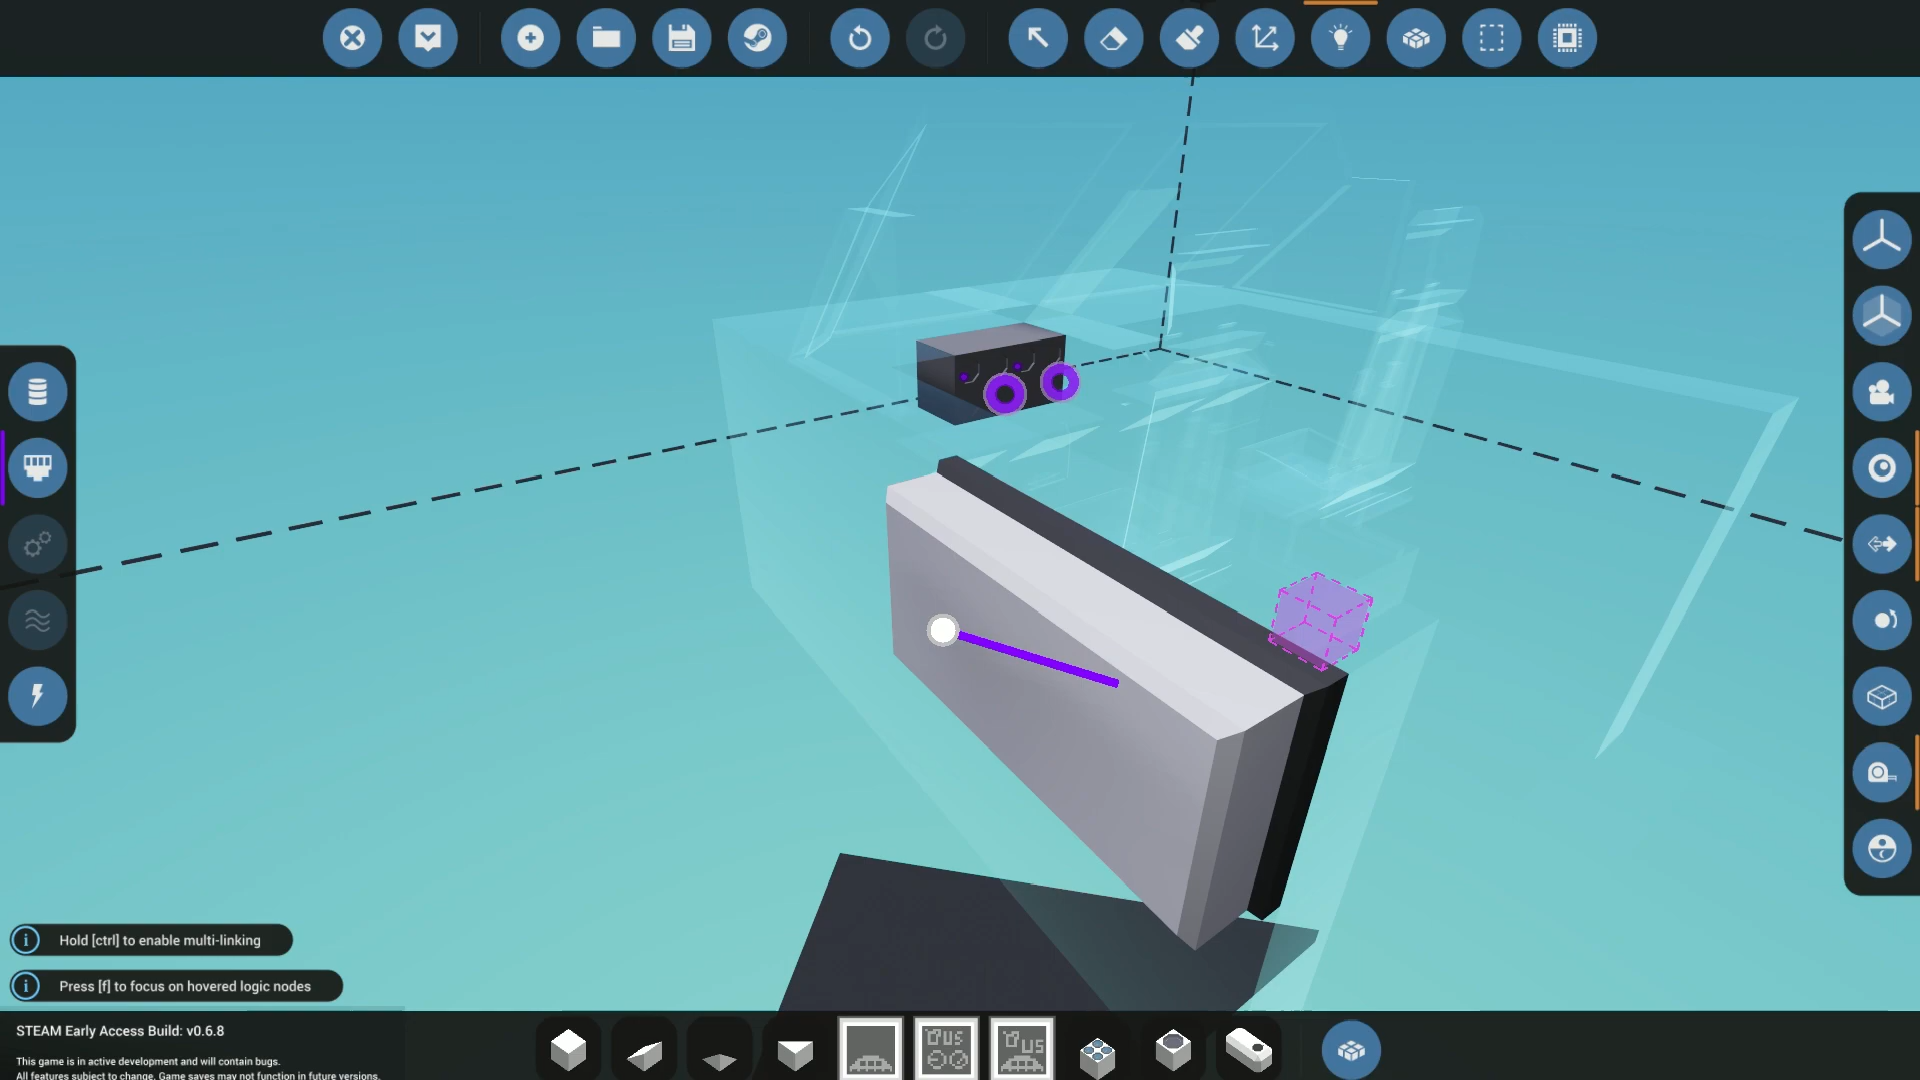 Hold [ctrl] to enable multi-linking
Press [f] to focus on hovered logic nodes
STEAM Early Access Build: v0.6.8
This game is in active development and will contain bugs.
All features subject to change. Game saves may not function in future versions.